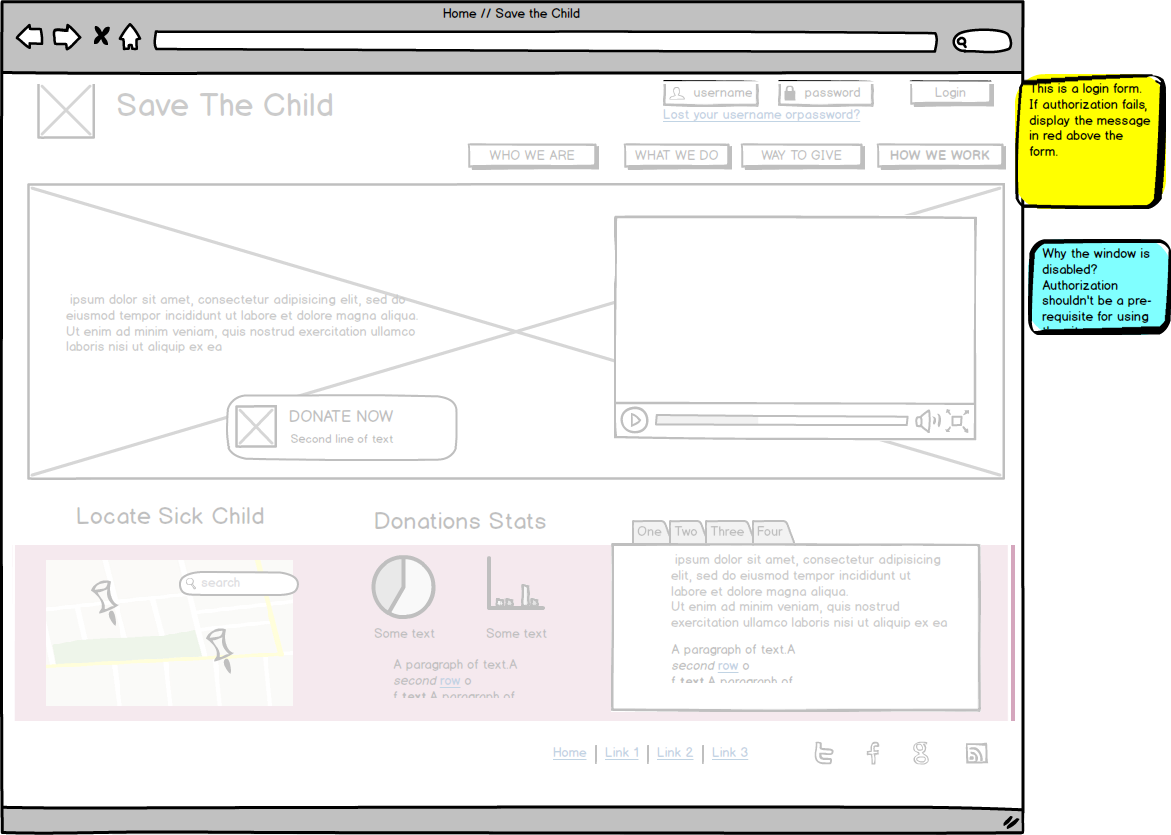 Home // Save the Child
Save The Child
username
password
Login
Lost your username orpassword?
WHO WE ARE
WHAT WE DO
WAY TO GIVE
HOW WE WORK
This is a login form.
If authorization fails,
display the message
in red above the
form.
Why the window is
disabled?
Authorization
shouldn't be a pre-
requisite for using
ipsum dolor sit amet, consectetur adipisicing elit, sed do
eiusmod tempor incididunt ut labore et dolore magna aliqua.
Ut enim ad minim veniam, quis nostrud exercitation ullamco
laboris nisi ut aliquip ex ea
DONATE NOW
Second line of text
Locate Sick Child
search
Donations Stats
Some text
Some text
A paragraph of text.A
second row o
f text.A paragraph of
One
Two
Three
Four
ipsum dolor sit amet, consectetur adipisicing
elit, sed do eiusmod tempor incididunt ut
labore et dolore magna aliqua.
Ut enim ad minim veniam, quis nostrud
exercitation ullamco laboris nisi ut aliquip ex ea
A paragraph of text.A
second row o
f text.A paragraph of
Home | Link 1 | Link 2 | Link 3